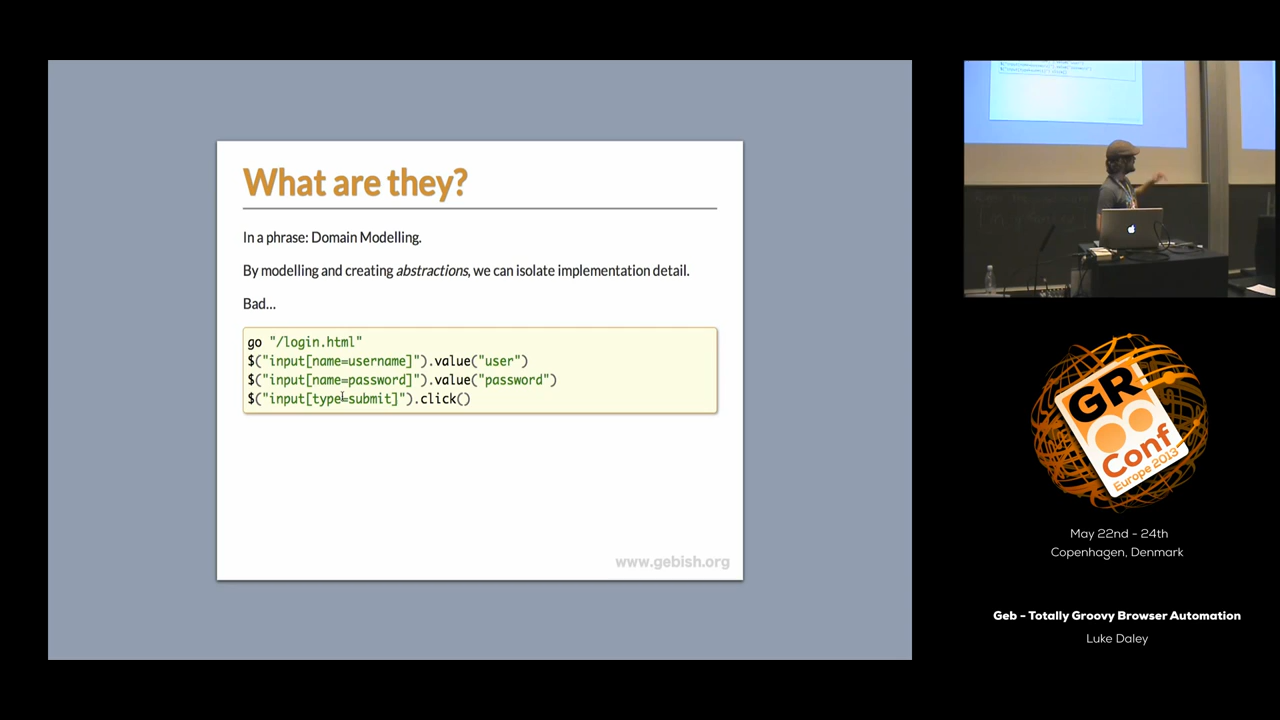 What are they?
In a phrase: Domain Modelling.
By modelling and creating abstractions, we can isolate implementation detail.
Bad...
go "/login.html"
$("input[name=username]").value("user")
$("input[name=password]").value("password")
$("input[type=submit]").click()
www.gebish.org
GR8
Conf
Europe 2013
May 22nd - 24th
Copenhagen, Denmark
Geb - Totally Groovy Browser Automation
Luke Daley